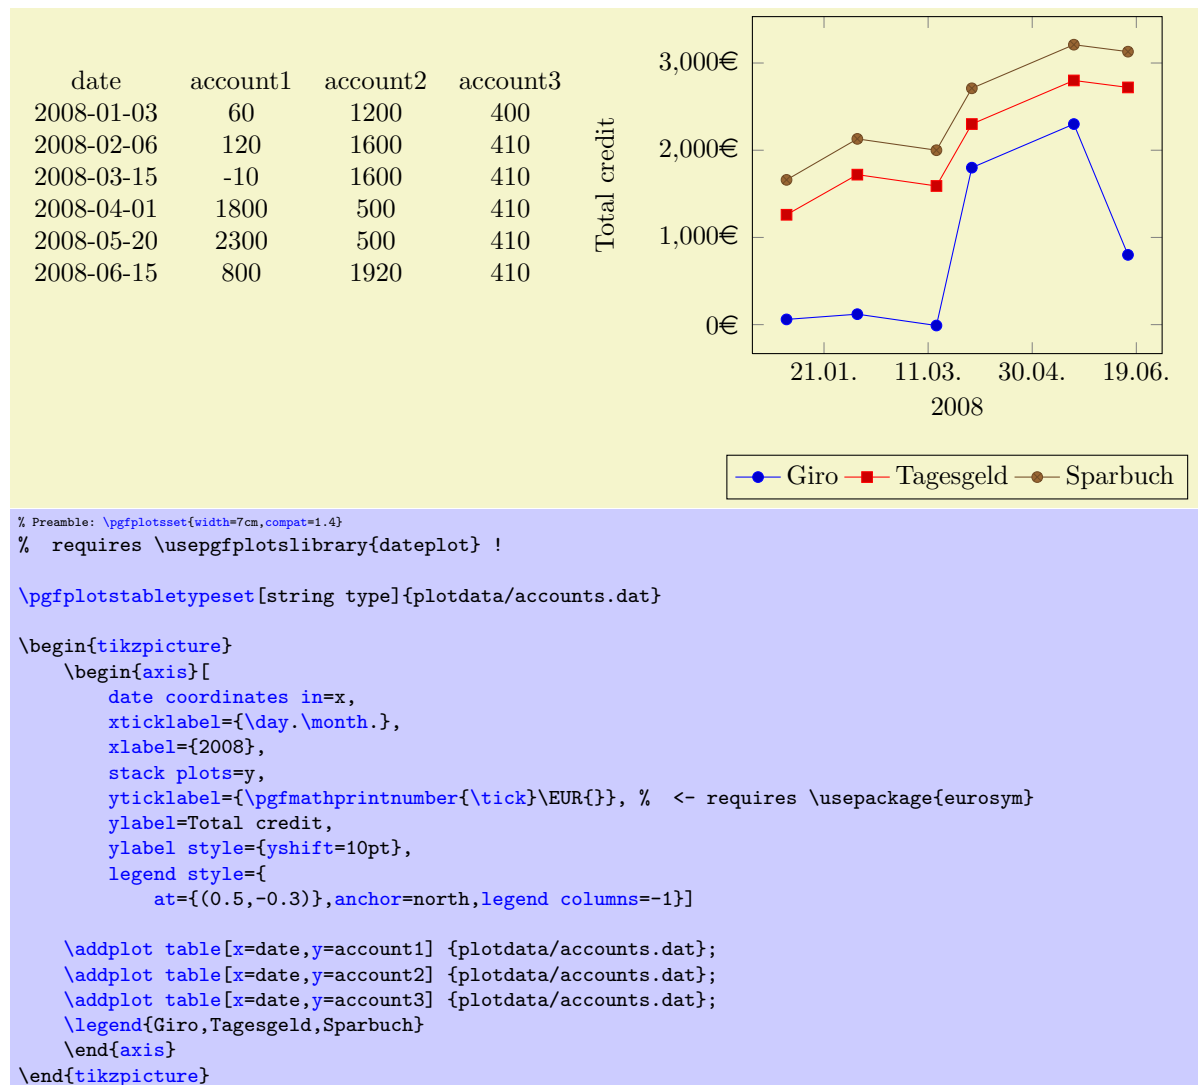 date account1 account2 account3
2008-01-03 60 1200 400
2008-02-06 120 1600 410
2008-03-15 -10 1600 410
2008-04-01 1800 500 410
2008-05-20 2300 500 410
2008-06-15 800 1920 410
Total credit
3,000€
2,000€
1,000€
0€
21.01. 11.03. 30.04. 19.06.
2008
Giro Tagesgeld Sparbuch
% Preamble: \pgfplotsset{width=7cm,compat=1.4}
% requires \usepgfplotslibrary{dateplot} !
\pgfplotstabletypeset[string type]{plotdata/accounts.dat}
\begin{tikzpicture}
\begin{axis}[
date coordinates in=x,
xticklabel={\day.\month.},
xlabel={2008},
stack plots=y,
yticklabel={\pgfmathprintnumber{\tick}\EUR{}}, % <- requires \usepackage{eurosym}
ylabel=Total credit,
ylabel style={yshift=10pt},
legend style={
at={(0.5,-0.3)},anchor=north,legend columns=-1}]
\addplot table[x=date,y=account1] {plotdata/accounts.dat};
\addplot table[x=date,y=account2] {plotdata/accounts.dat};
\addplot table[x=date,y=account3] {plotdata/accounts.dat};
\legend{Giro,Tagesgeld,Sparbuch}
\end{axis}
\end{tikzpicture}